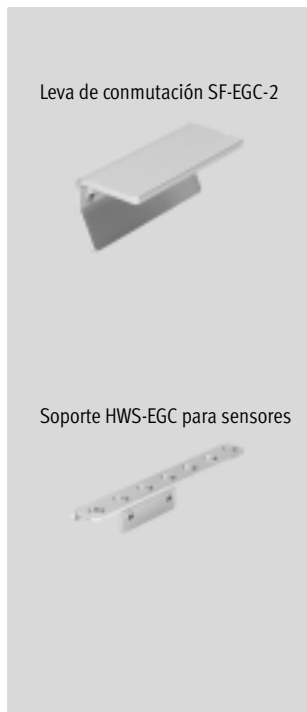 Leva de conmutación SF-EGC-2
Soporte HWS-EGC para sensores